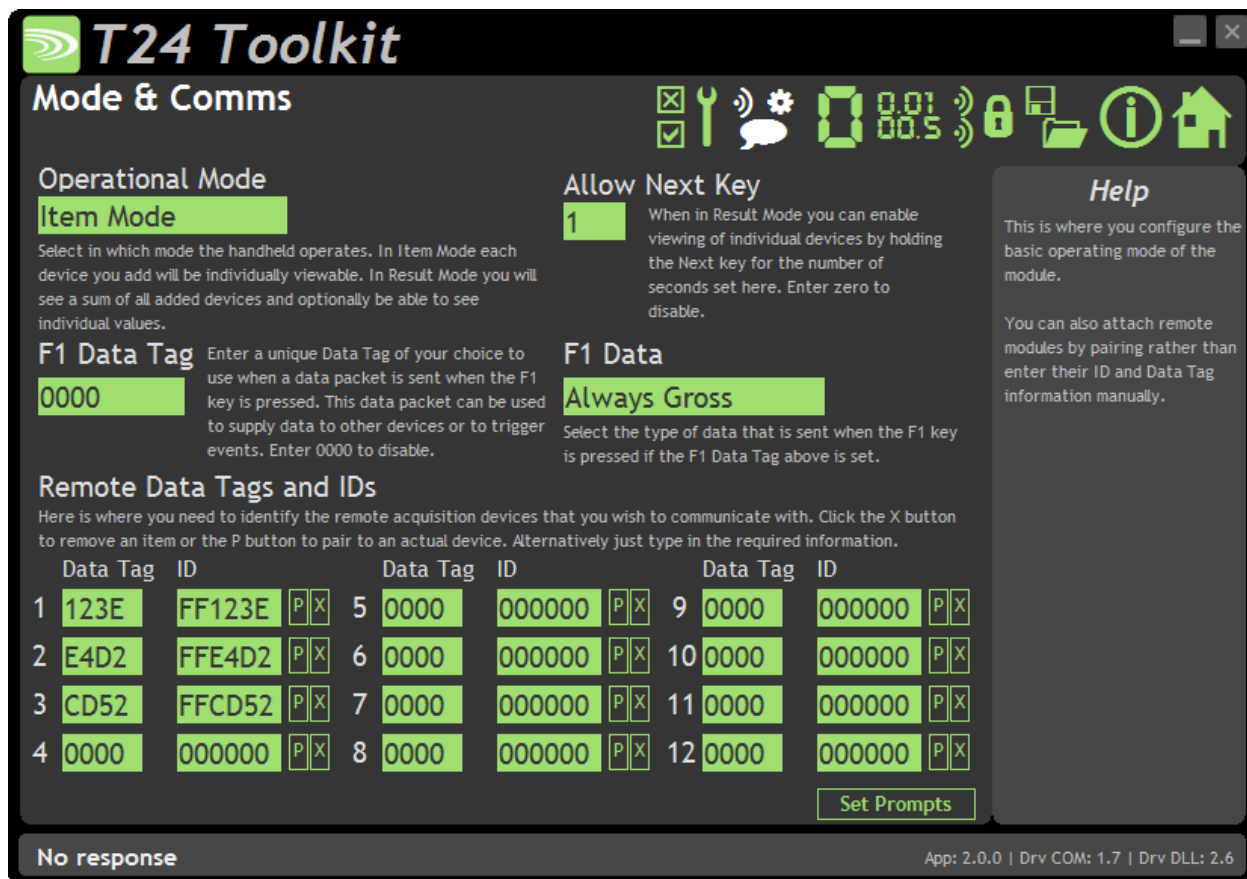 T24 Toolkit
Mode & Comms
0.01
00.5
Operational Mode
Item Mode
Select in which mode the handheld operates. In Item Mode each
device you add will be individually viewable. In Result Mode you will
see a sum of all added devices and optionally be able to see
individual values.
Allow Next Key
1
When in Result Mode you can enable
viewing of individual devices by holding
the Next key for the number of
seconds set here. Enter zero to
disable.
F1 Data Tag
0000
Enter a unique Data Tag of your choice to
use when a data packet is sent when the F1
key is pressed. This data packet can be used
to supply data to other devices or to trigger
events. Enter 0000 to disable.
F1 Data
Always Gross
Select the type of data that is sent when the F1 key
is pressed if the F1 Data Tag above is set.
Remote Data Tags and IDs
Here is where you need to identify the remote acquisition devices that you wish to communicate with. Click the X button
to remove an item or the P button to pair to an actual device. Alternatively just type in the required information.
Data Tag ID Data Tag ID Data Tag ID
1 123E FF123E P X 5 0000 000000 P X 9 0000 000000 P X
2 E4D2 FFE4D2 P X 6 0000 000000 P X 10 0000 000000 P X
3 CD52 FFCD52 P X 7 0000 000000 P X 11 0000 000000 P X
4 0000 000000 P X 8 0000 000000 P X 12 0000 000000 P X
Set Prompts
Help
This is where you configure the
basic operating mode of the
module.
You can also attach remote
modules by pairing rather than
enter their ID and Data Tag
information manually.
No response
App: 2.0.0 | Drv COM: 1.7 | Drv DLL: 2.6